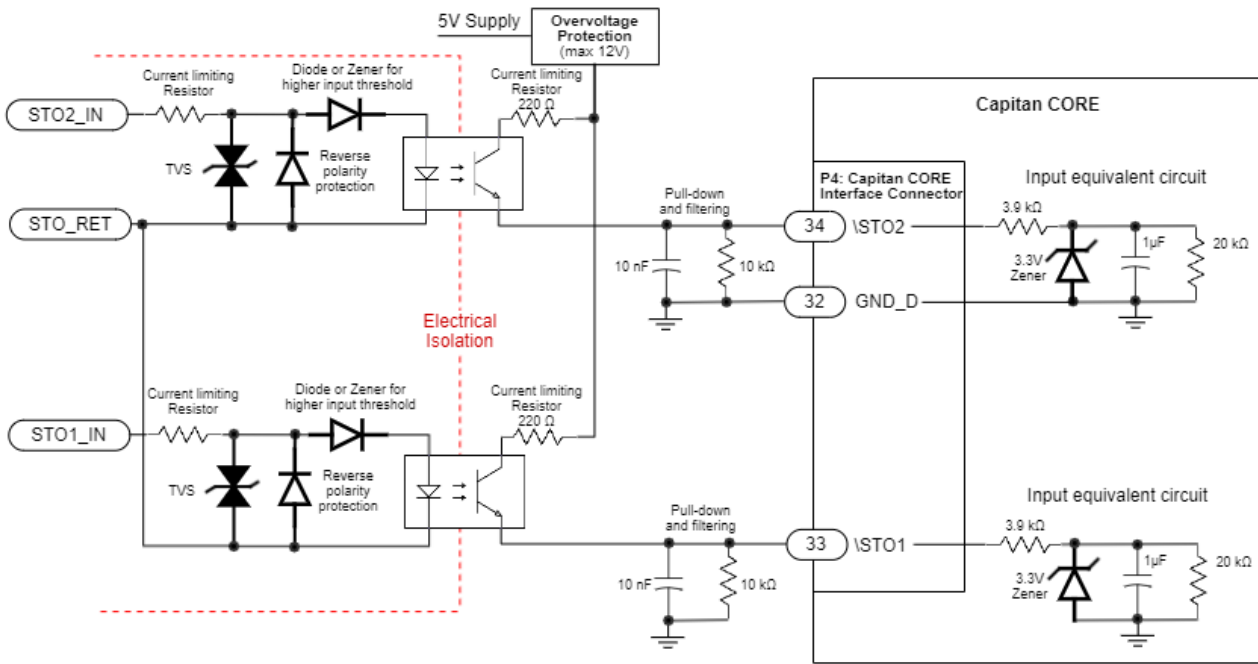 5V Supply
Overvoltage
Protection
(max 12V)
Current limiting
Resistor
Diode or Zener for
higher input threshold
Current limiting
Resistor
220 Ω
STO2_IN
TVS
Reverse
polarity
protection
STO_RET
Capitan CORE
P4: Capitan CORE
Interface Connector
Input equivalent circuit
Pull-down
and filtering
34
\STO2
3.9 kΩ
3.3V
Zener
1µF
20 kΩ
10 nF
10 kΩ
32
GND_D
Electrical
Isolation
Current limiting
Resistor
Diode or Zener for
higher input threshold
Current limiting
Resistor
220 Ω
STO1_IN
TVS
Reverse
polarity
protection
Pull-down
and filtering
Input equivalent circuit
33
\STO1
3.9 kΩ
3.3V
Zener
1µF
20 kΩ
10 nF
10 kΩ